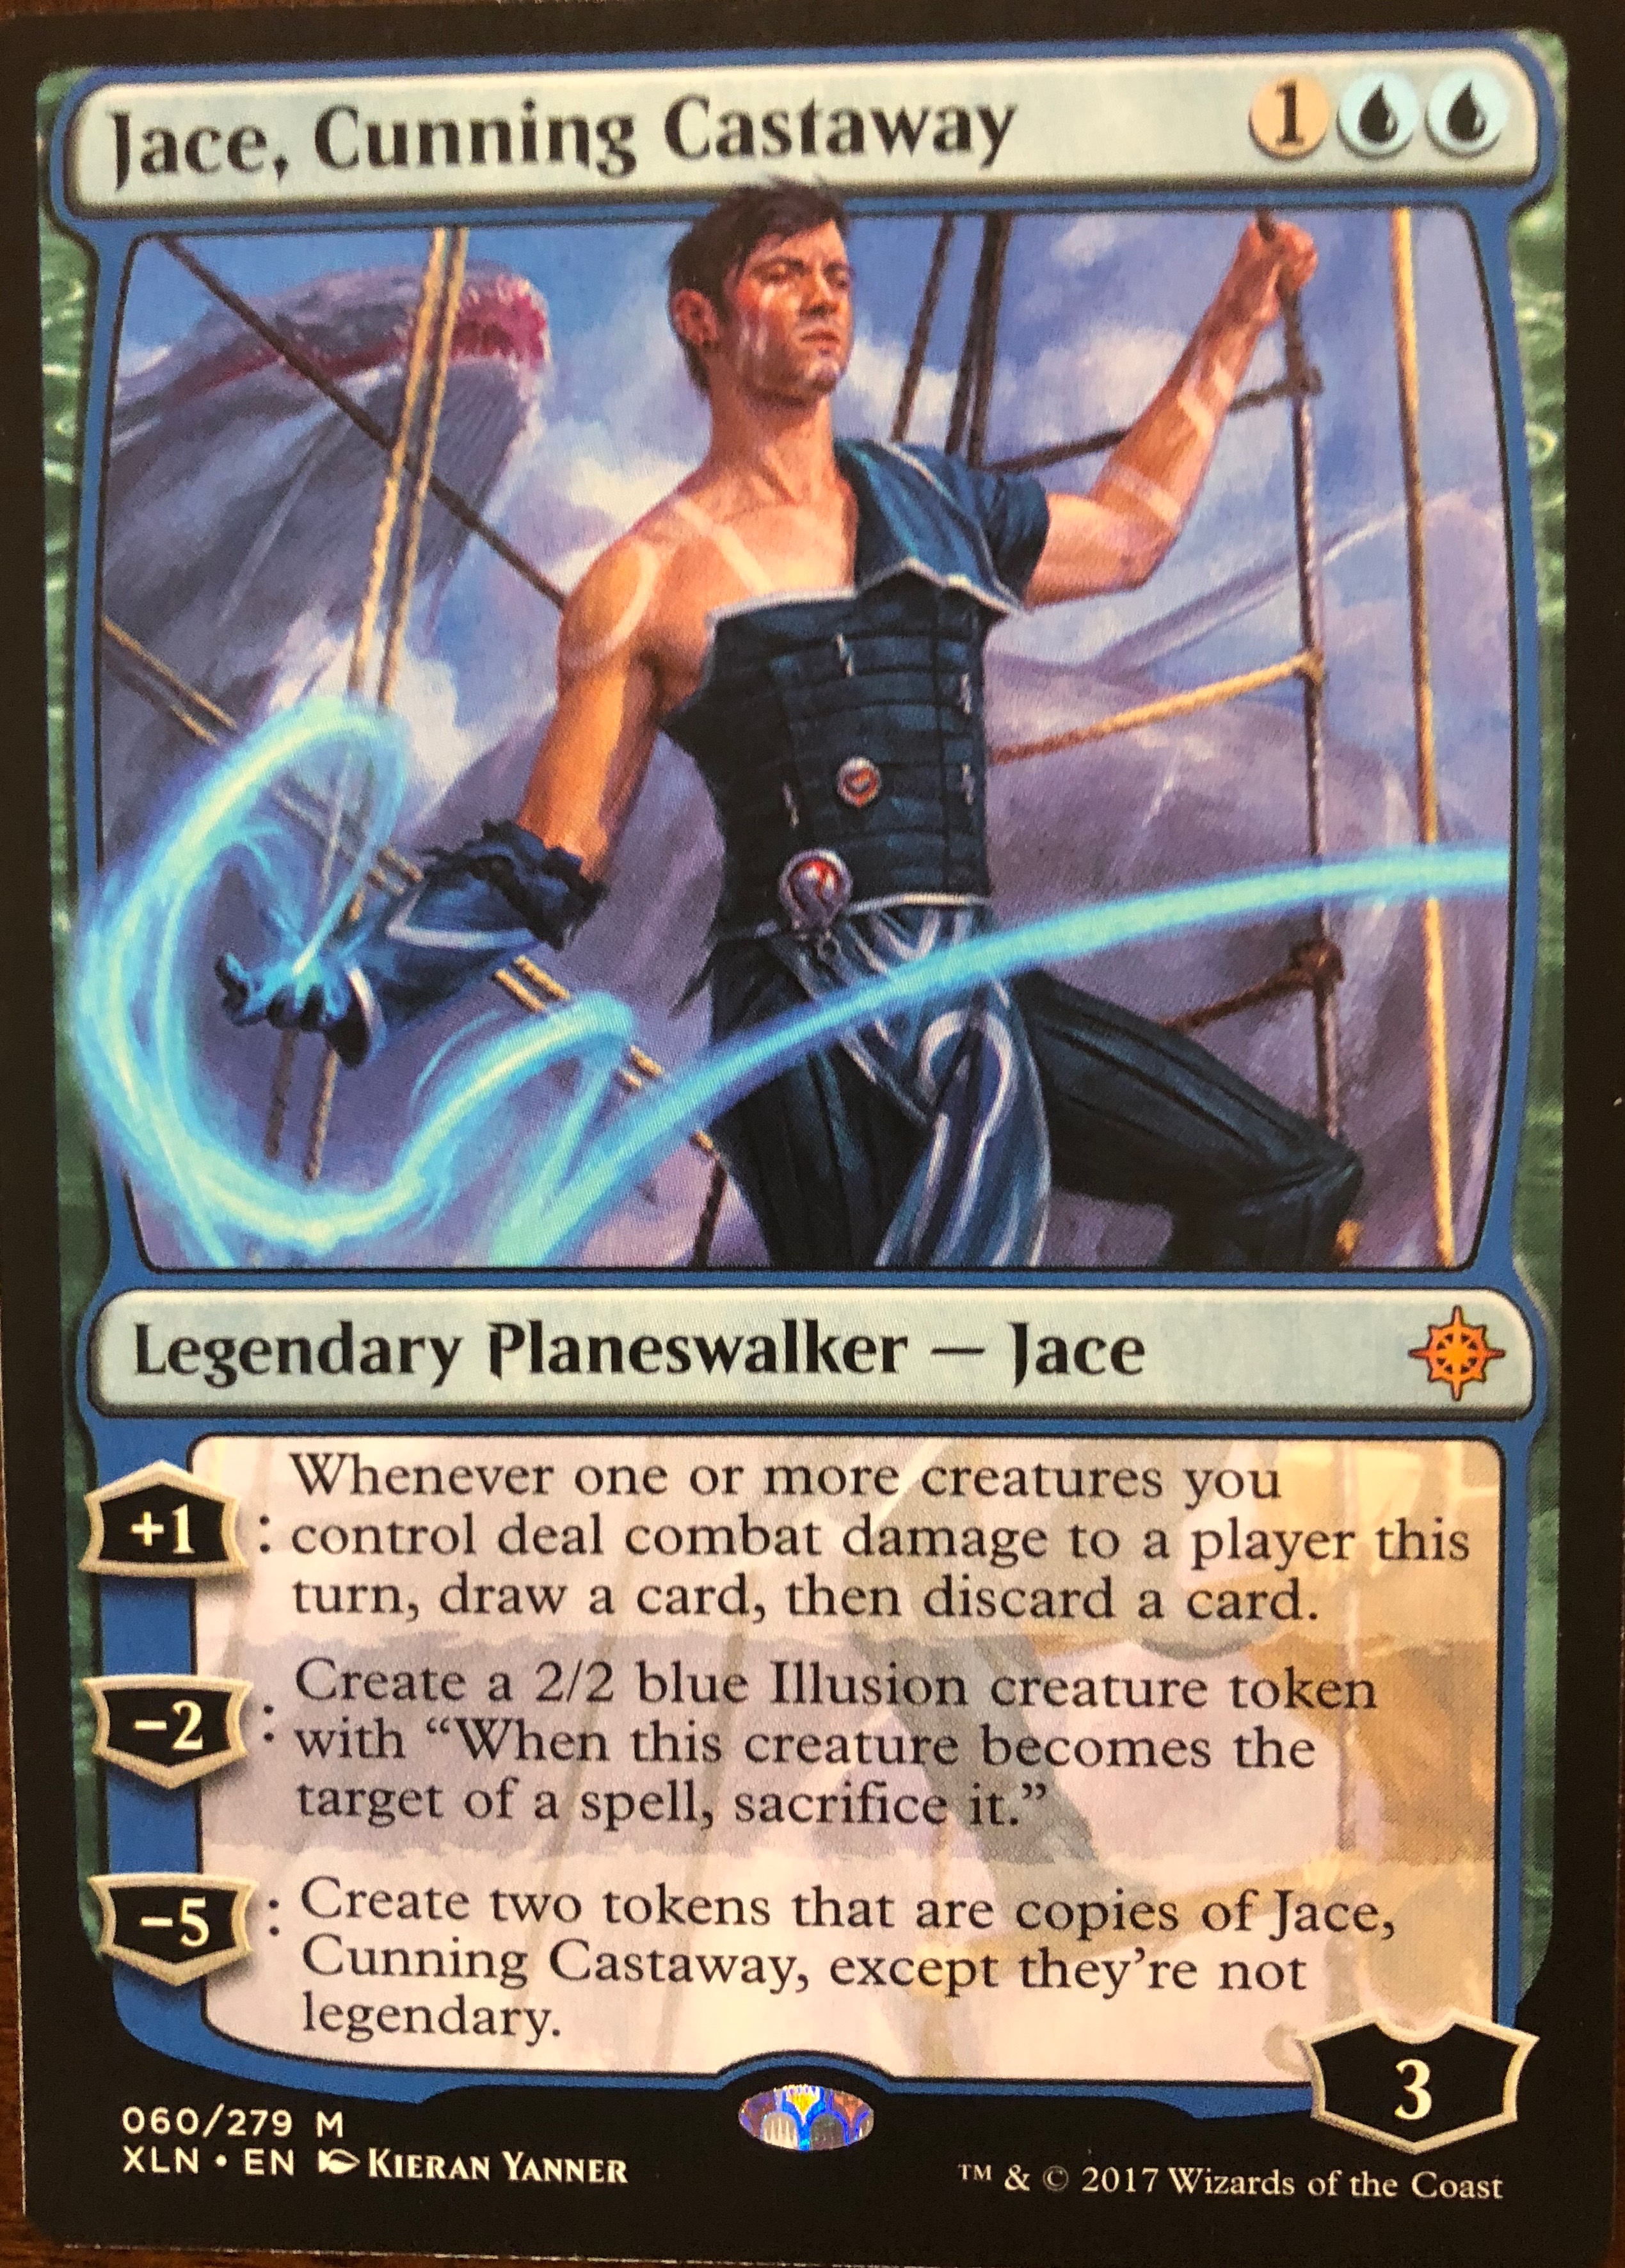 Jace, Cunning Castaway
1
Legendary Planeswalker — Jace
+1
: Whenever one or more creatures you
control deal combat damage to a player this
turn, draw a card, then discard a card.
−2
: Create a 2/2 blue Illusion creature token
with “When this creature becomes the
target of a spell, sacrifice it.”
−5
: Create two tokens that are copies of Jace,
Cunning Castaway, except they’re not
legendary.
3
060/279 M
XLN • EN KIERAN YANNER
™ & © 2017 Wizards of the Coast